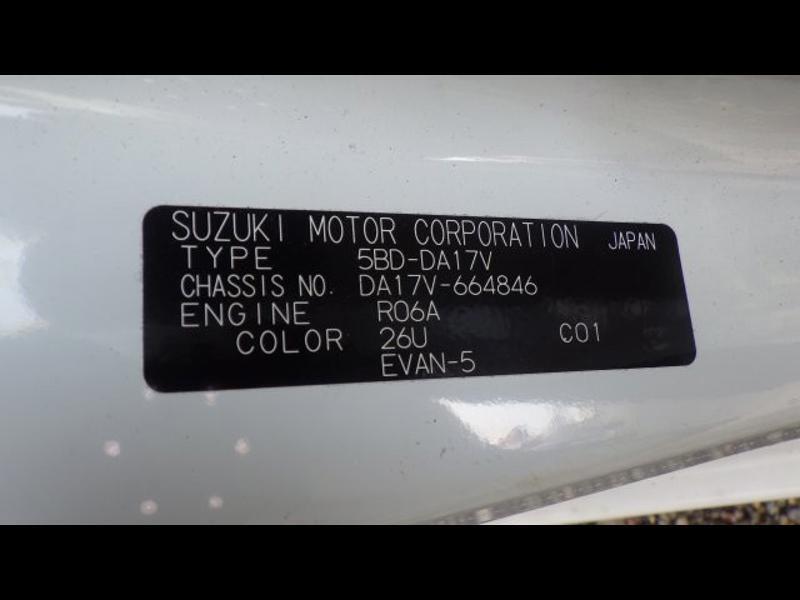 SUZUKI MOTOR CORPORATION JAPAN
TYPE 5BD-DA17V
CHASSIS NO. DA17V-664846
ENGINE R06A
COLOR 26U C01
EVAN-5